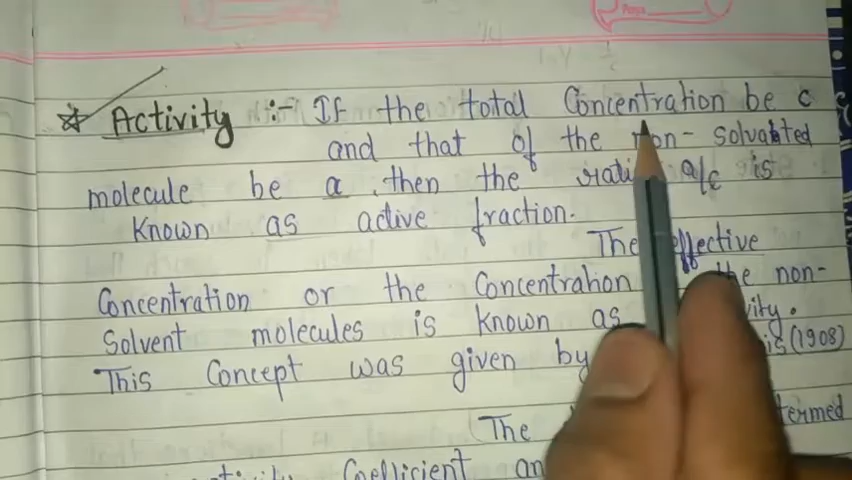 Activity :- If the total Concentration be c
and that of the non-solvated
molecule be a, then the ratio a/c is
Known as active fraction.
The effective
Concentration or the Concentration the non-
Solvent molecules is known as
This Concept was given by (1908)
The termed
Coefficient an